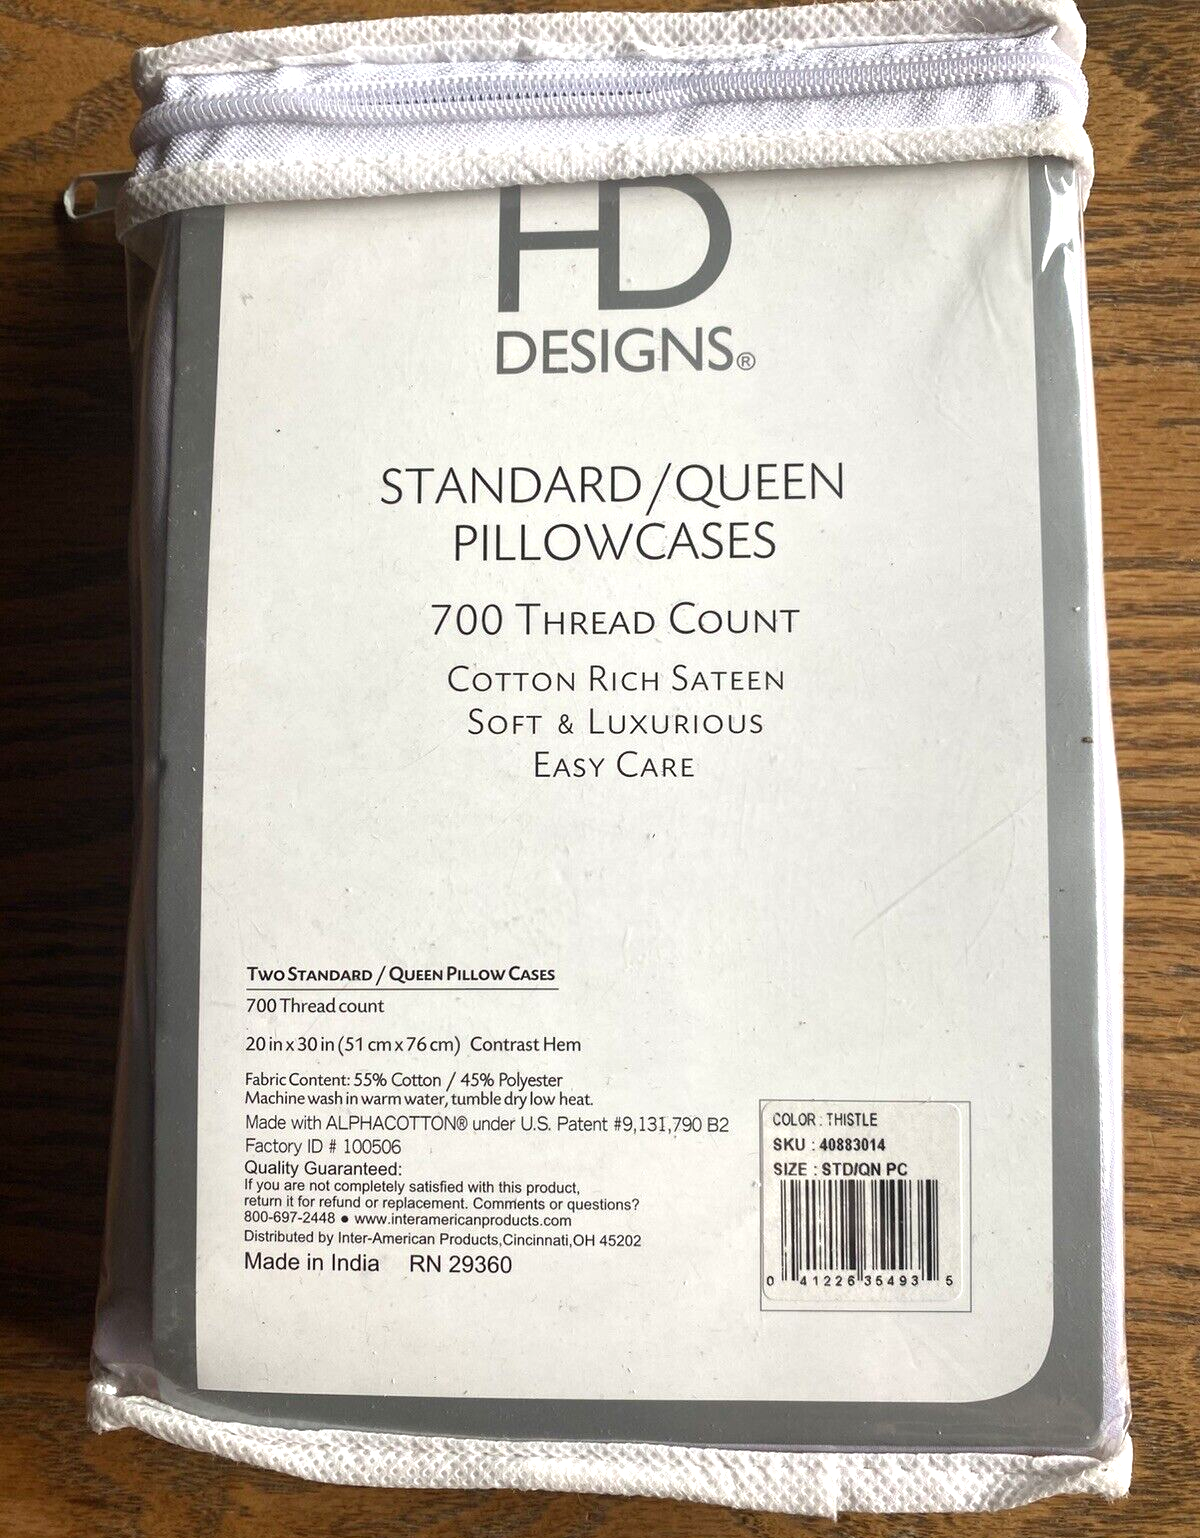 HD
DESIGNS®
STANDARD/QUEEN
PILLOWCASES
700 THREAD COUNT
COTTON RICH SATEEN
SOFT & LUXURIOUS
EASY CARE
TWO STANDARD / QUEEN PILLOW CASES
700 Thread count
20 in x 30 in (51 cm x 76 cm) Contrast Hem
Fabric Content: 55% Cotton / 45% Polyester
Machine wash in warm water, tumble dry low heat.
Made with ALPHACOTTON® under U.S. Patent #9,131,790 B2
Factory ID # 100506
Quality Guaranteed:
If you are not completely satisfied with this product,
return it for refund or replacement. Comments or questions?
800-697-2448 ● www.interamericanproducts.com
Distributed by Inter-American Products,Cincinnati,OH 45202
Made in India RN 29360
COLOR : THISTLE
SKU : 40883014
SIZE : STD/QN PC
0 41226 35493 5